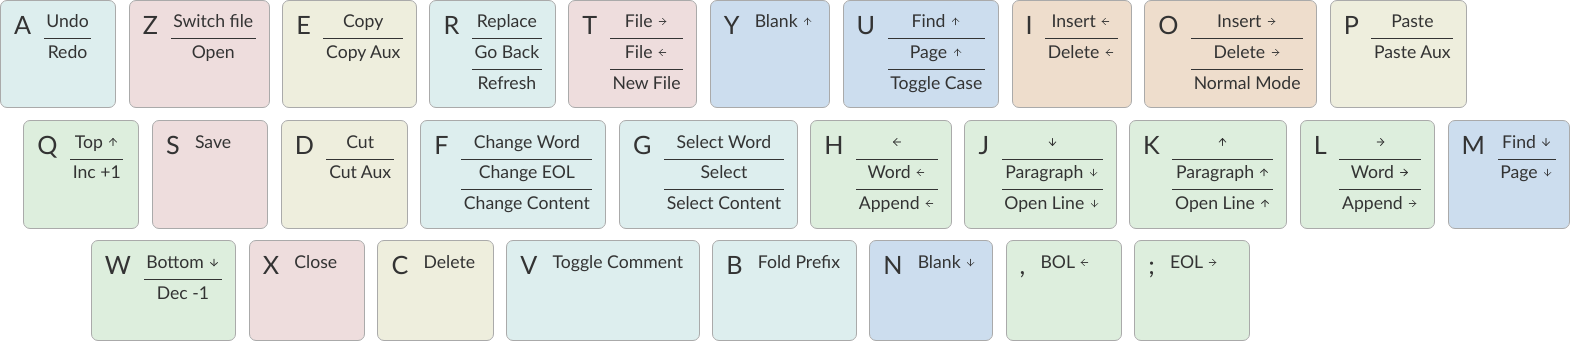 A Undo Z Switch file E Copy R Replace T File → Y Blank ↑ U Find ↑ I Insert ← O Insert → P Paste
Redo Open Copy Aux Go Back File ← Page ↑ Delete ← Delete → Paste Aux
Refresh New File Toggle Case Normal Mode
Q Top ↑ S Save D Cut F Change Word G Select Word H ← J ↓ K ↑ L → M Find ↓
Inc +1 Cut Aux Change EOL Select Word ← Paragraph ↓ Paragraph ↑ Word → Page ↓
Change Content Select Content Append ← Open Line ↓ Open Line ↑ Append →
W Bottom ↓ X Close C Delete V Toggle Comment B Fold Prefix N Blank ↓ , BOL ← ; EOL →
Dec -1